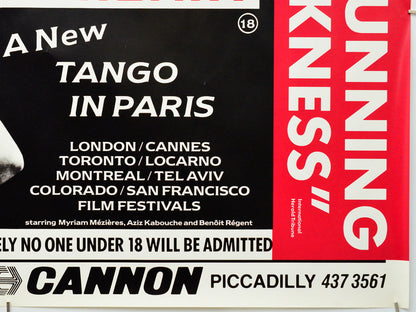 18
A New
TANGO
IN PARIS
LONDON/CANNES
TORONTO/LOCARNO
MONTREAL/TEL AVIV
COLORADO/SAN FRANCISCO
FILM FESTIVALS
starring Myriam Mézières, Aziz Kabouche and Benôit Régent
ELY NO ONE UNDER 18 WILL BE ADMITTED
CANNON PICCADILLY 437 3561
UNNING
KNESS"
International
Herald Tribune